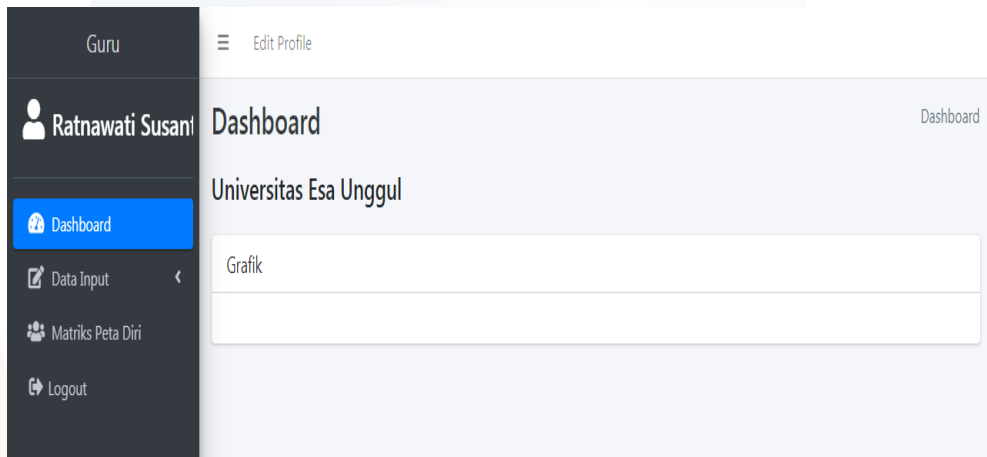 Guru
Edit Profile
Ratnawati Susant
Dashboard
Dashboard
Universitas Esa Unggul
Dashboard
Data Input
Grafik
Matriks Peta Diri
Logout